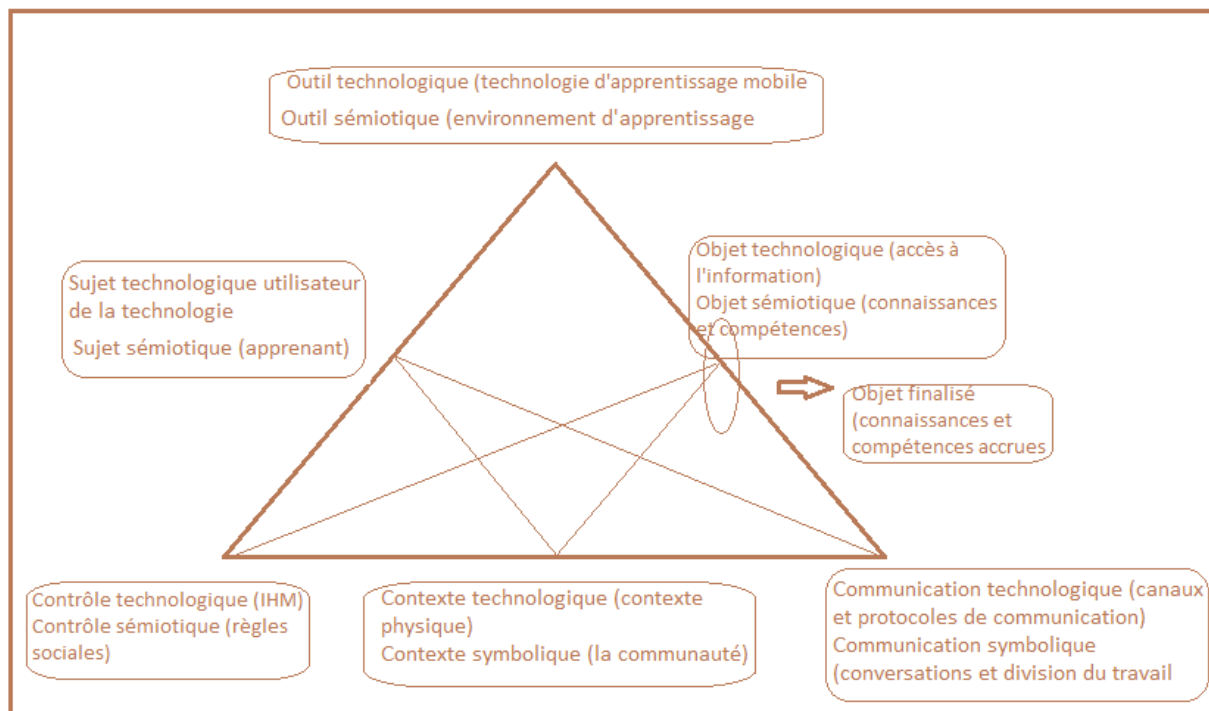 Outil technologique (technologie d'apprentissage mobile
Outil sémiotique (environnement d'apprentissage
Sujet technologique utilisateur
de la technologie
Sujet sémiotique (apprenant)
Objet technologique (accès à
l'information)
Objet sémiotique (connaissances
et compétences)
Objet finalisé
(connaissances et
compétences accrues
Contrôle technologique (IHM)
Contrôle sémiotique (règles
sociales)
Contexte technologique (contexte
physique)
Contexte symbolique (la communauté)
Communication technologique (canaux
et protocoles de communication)
Communication symbolique
(conversations et division du travail